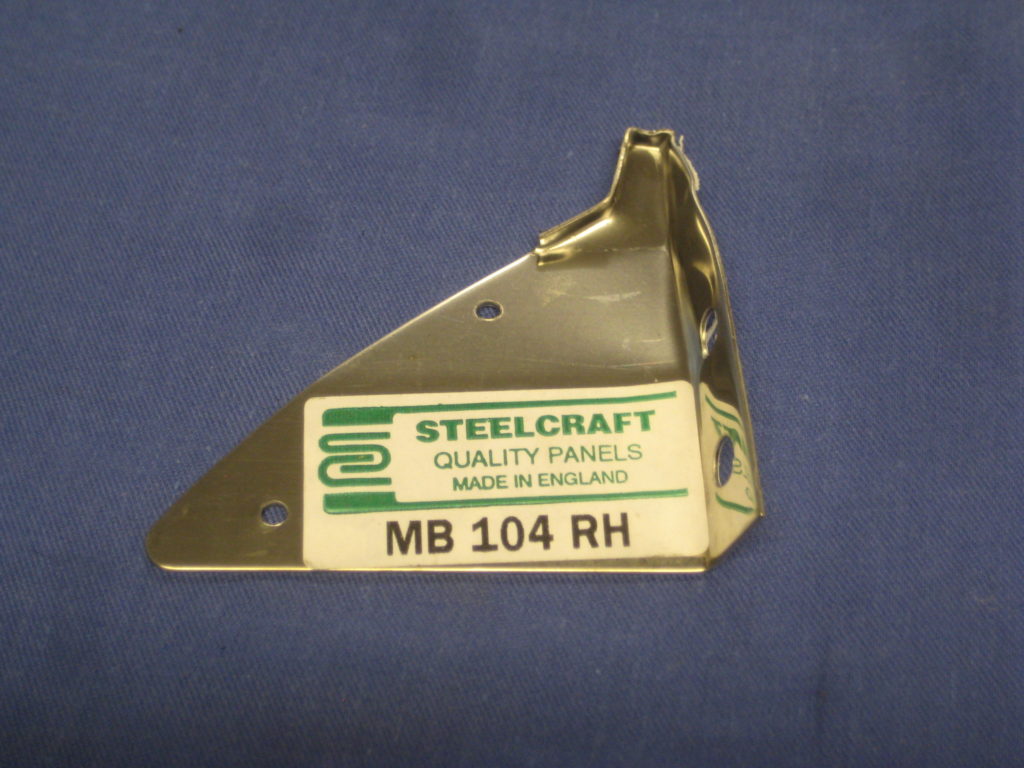 STEELCRAFT
QUALITY PANELS
MADE IN ENGLAND
MB 104 RH